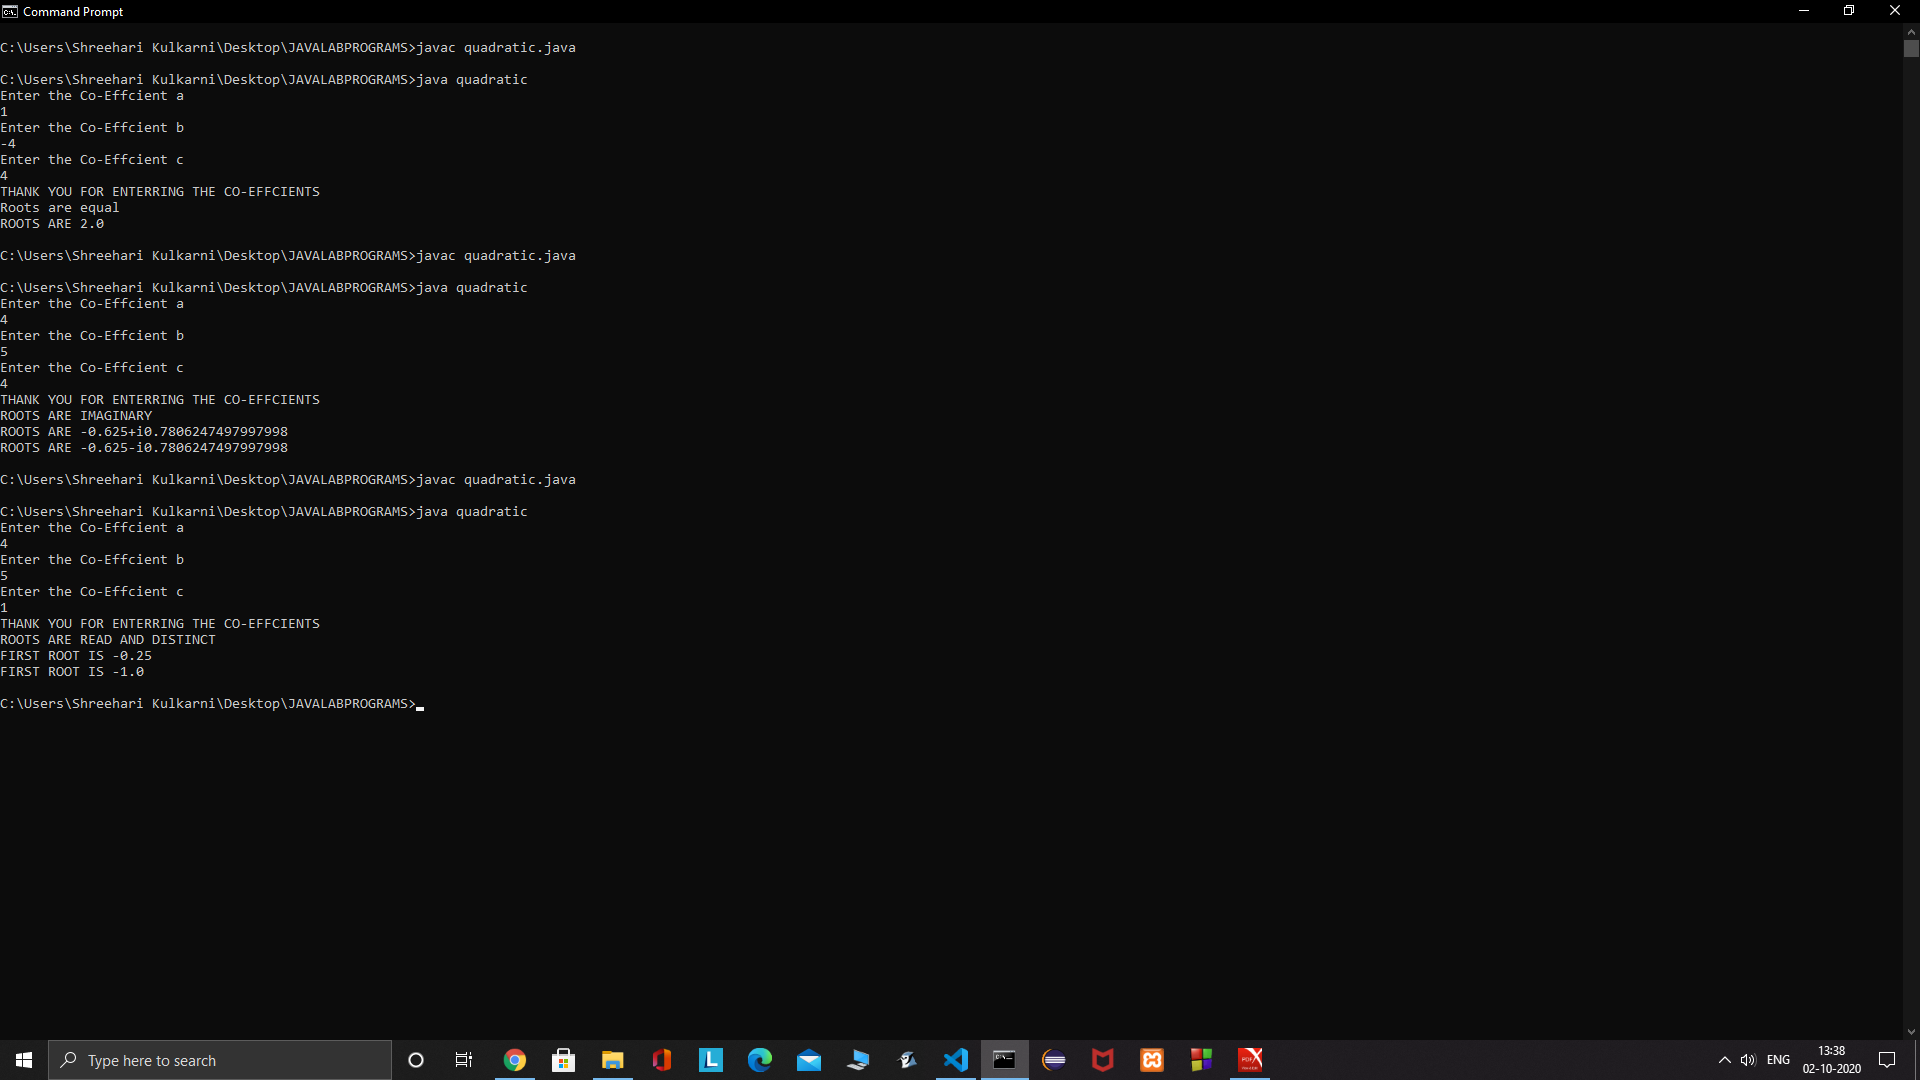 Command Prompt
C:\Users\Shreehari Kulkarni\Desktop\JAVALABPROGRAMS>javac quadratic.java
C:\Users\Shreehari Kulkarni\Desktop\JAVALABPROGRAMS>java quadratic
Enter the Co-Effcient a
1
Enter the Co-Effcient b
-4
Enter the Co-Effcient c
4
THANK YOU FOR ENTERRING THE CO-EFFCIENTS
Roots are equal
ROOTS ARE 2.0
C:\Users\Shreehari Kulkarni\Desktop\JAVALABPROGRAMS>javac quadratic.java
C:\Users\Shreehari Kulkarni\Desktop\JAVALABPROGRAMS>java quadratic
Enter the Co-Effcient a
4
Enter the Co-Effcient b
5
Enter the Co-Effcient c
4
THANK YOU FOR ENTERRING THE CO-EFFCIENTS
ROOTS ARE IMAGINARY
ROOTS ARE -0.625+i0.7806247497997998
ROOTS ARE -0.625-i0.7806247497997998
C:\Users\Shreehari Kulkarni\Desktop\JAVALABPROGRAMS>javac quadratic.java
C:\Users\Shreehari Kulkarni\Desktop\JAVALABPROGRAMS>java quadratic
Enter the Co-Effcient a
4
Enter the Co-Effcient b
5
Enter the Co-Effcient c
1
THANK YOU FOR ENTERRING THE CO-EFFCIENTS
ROOTS ARE READ AND DISTINCT
FIRST ROOT IS -0.25
FIRST ROOT IS -1.0
C:\Users\Shreehari Kulkarni\Desktop\JAVALABPROGRAMS>
Type here to search
L
ENG
13:38
02-10-2020